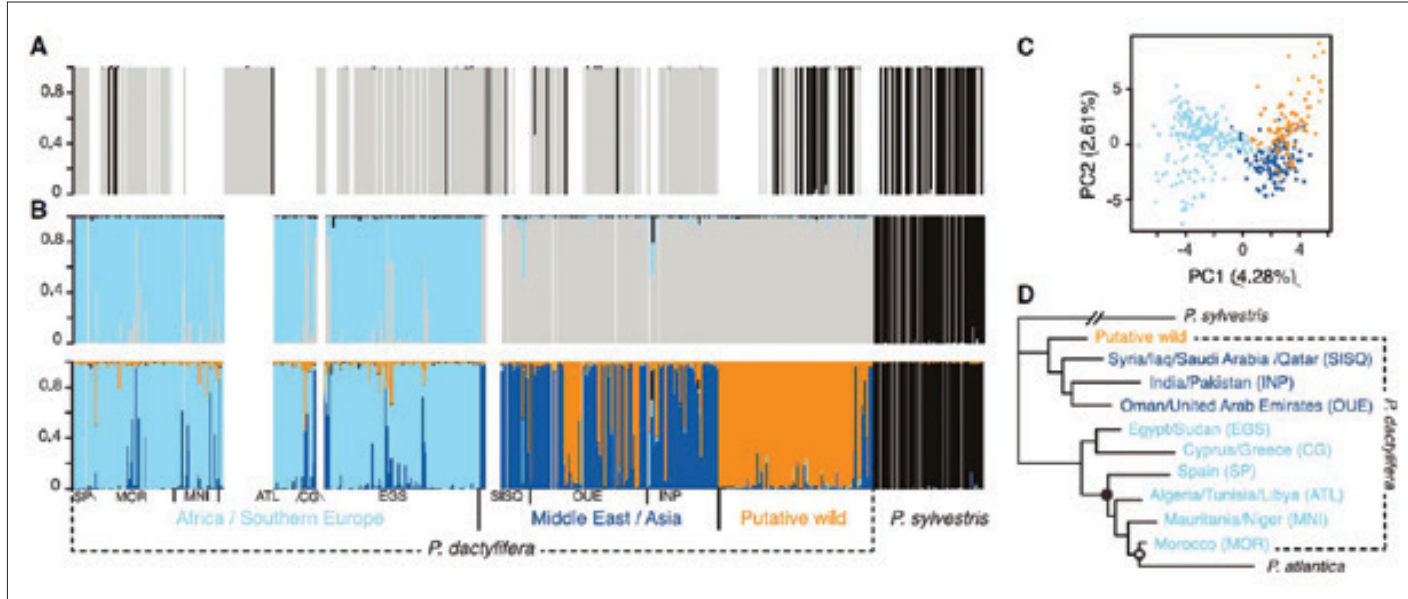 A
0.8
0.4
0
B
0.8
0.4
0
0.8
0.4
0
SP MOR MNI ATL /CG EGS SISQ OUE INP
Africa / Southern Europe
Middle East / Asia
Putative wild
P. sylvestris
P. dactylifera
C
PC2 (2.61%)
5
0
-5
-4 0 4
PC1 (4.28%)
D
P. sylvestris
Putative wild
Syria/Iaq/Saudi Arabia /Qatar (SISQ)
India/Pakistan (INP)
Oman/United Arab Emirates (OUE)
Egypt/Sudan (EGS)
Cyprus/Greece (CG)
Spain (SP)
Algeria/Tunisia/Libya (ATL)
Mauritania/Niger (MNI)
Morocco (MOR)
P. atlantica
P. dactylifera